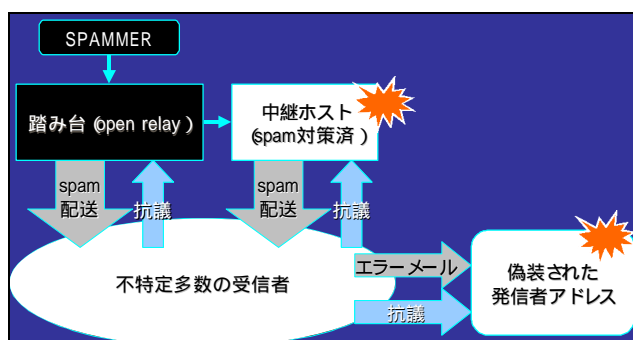 SPAMMER
踏み台 (open relay )
中継ホスト
(spam対策済 )
spam
配送
抗議
spam
配送
抗議
不特定多数の受信者
エラーメール
抗議
偽装された
発信者アドレス